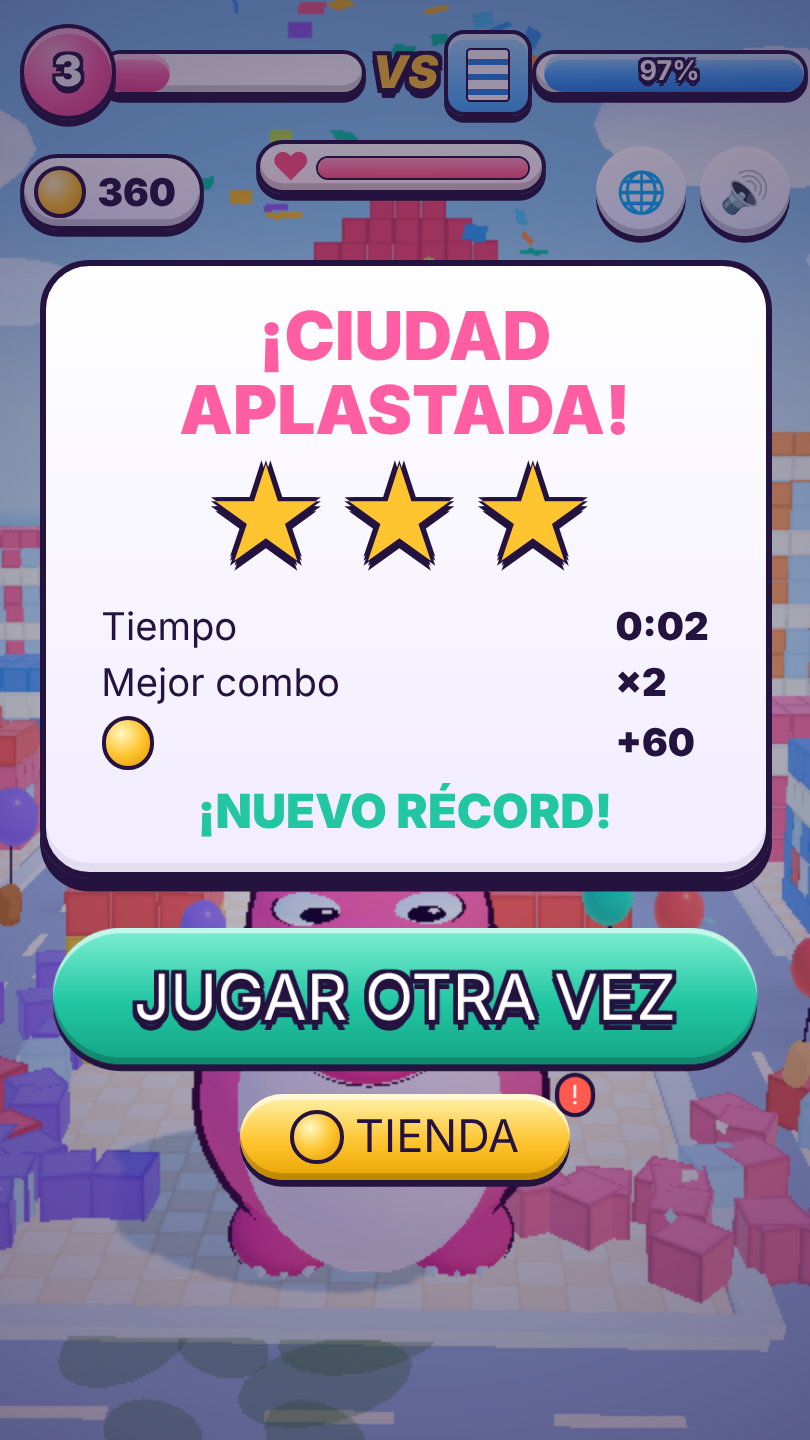 3
VS
97%
360
¡CIUDAD
APLASTADA!
Tiempo 0:02
Mejor combo ×2
+60
¡NUEVO RÉCORD!
JUGAR OTRA VEZ
!
TIENDA